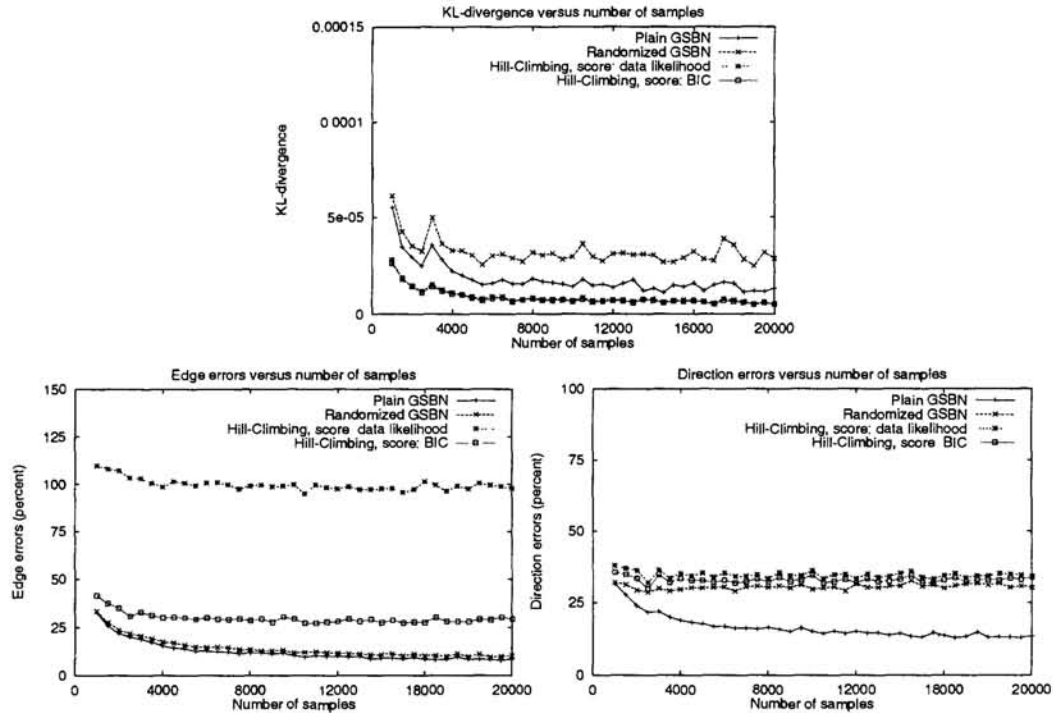 KL-divergence versus number of samples
0.00015
0 0001
5e-05
0
KL-divergence
Plain GSBN
Randomized GSBN
Hill-Climbing, score: data likelihood
Hill-Climbing, score: BIC
0 4000 8000 12000 16000 20000
Number of samples
Edge errors versus number of samples
150
125
100
75
50
25
0
Edge errors (percent)
Plain GSBN
Randomized GSBN
Hill-Climbing, score data likelihood
Hill-Climbing, score: BIC
0 4000 8000 12000 16000 20000
Number of samples
Direction errors versus number of samples
100
75
50
25
0
Direction errors (percent)
Plain GSBN
Randomized GSBN
Hill-Climbing, score: data likelihood
Hill-Climbing, score BIC
0 4000 8000 12000 16000 20000
Number of samples